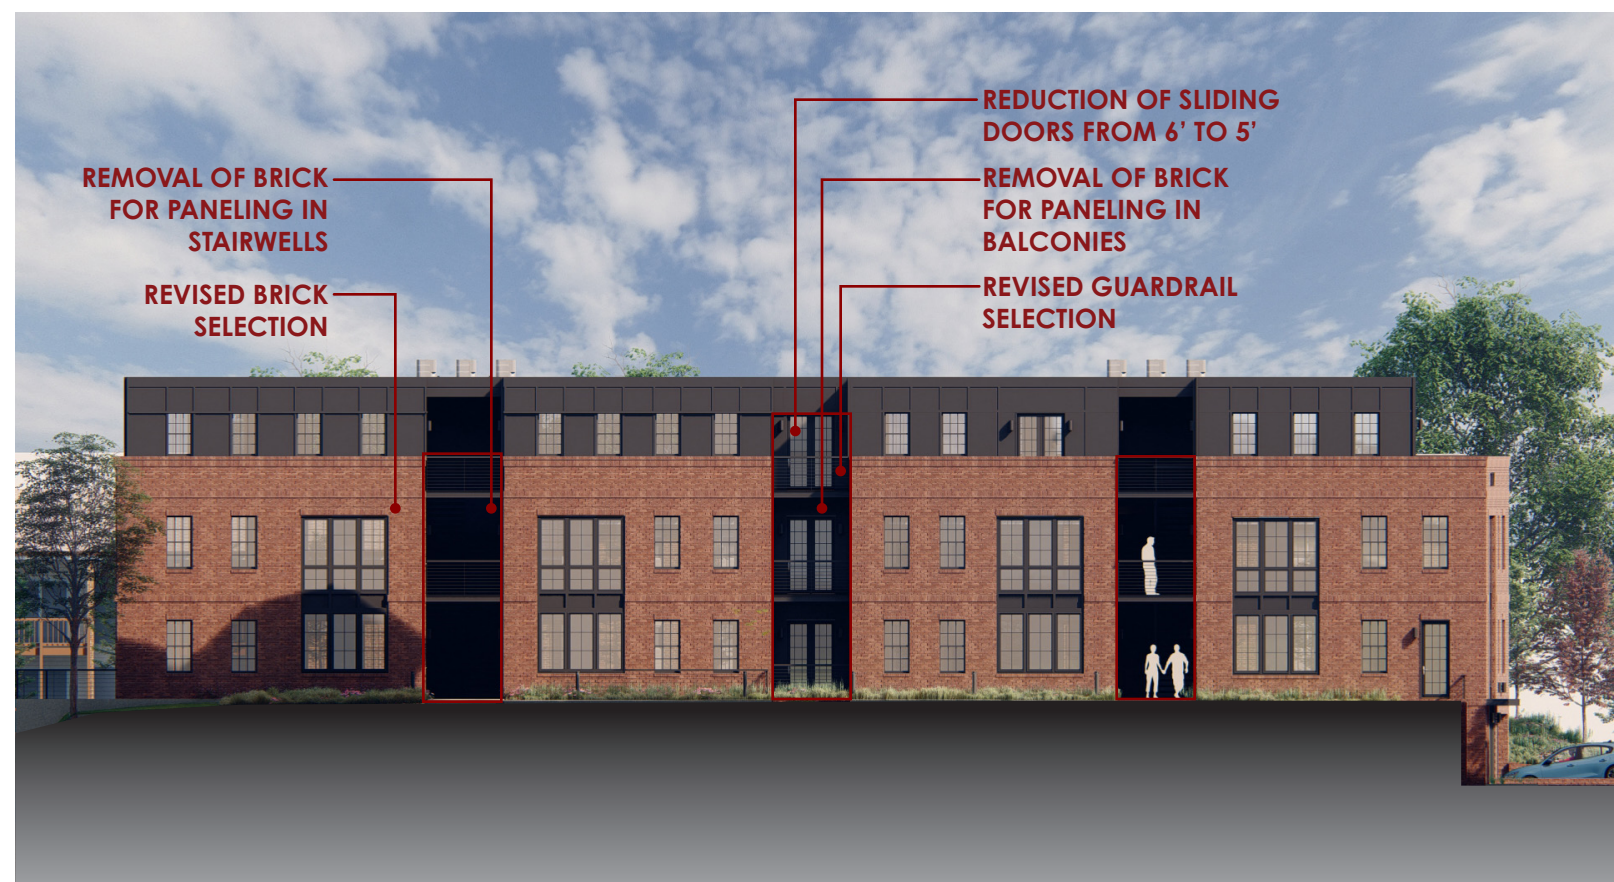 REMOVAL OF BRICK
FOR PANELING IN
STAIRWELLS
REVISED BRICK
SELECTION
REDUCTION OF SLIDING
DOORS FROM 6’ TO 5’
REMOVAL OF BRICK
FOR PANELING IN
BALCONIES
REVISED GUARDRAIL
SELECTION